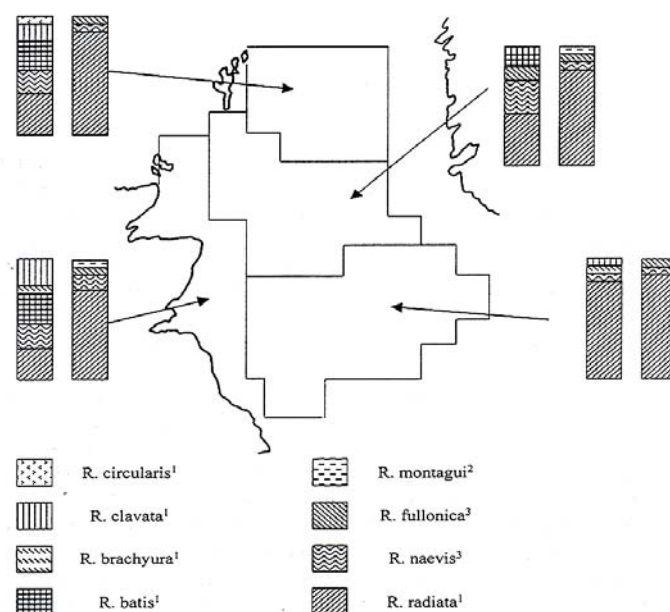 R. circularis¹
R. clavata¹
R. brachyura¹
R. batis¹
R. montagui²
R. fullonica³
R. naevis³
R. radiata¹